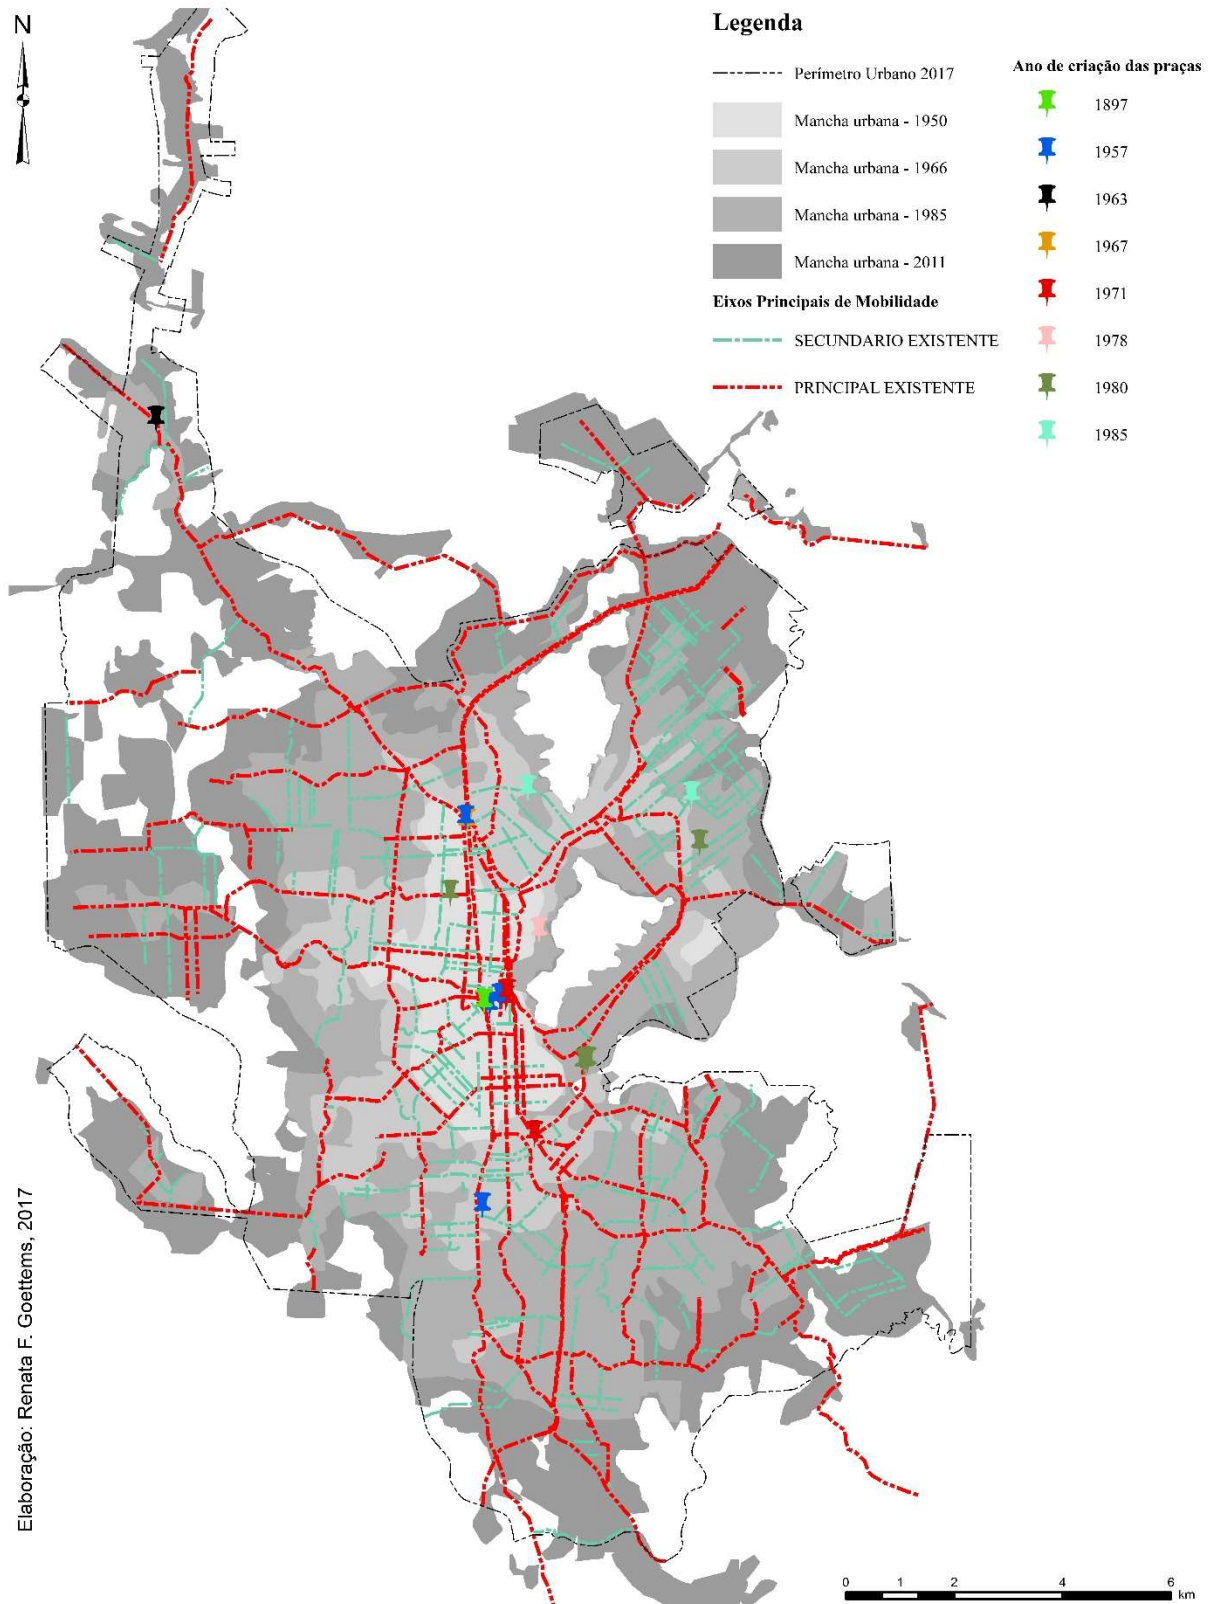 N
Legenda
Perímetro Urbano 2017
Mancha urbana - 1950
Mancha urbana - 1966
Mancha urbana - 1985
Mancha urbana - 2011
Eixos Principais de Mobilidade
SECUNDARIO EXISTENTE
PRINCIPAL EXISTENTE
Ano de criação das praças
1897
1957
1963
1967
1971
1978
1980
1985
Elaboração: Renata F. Goettems, 2017
0 1 2 4 6
km